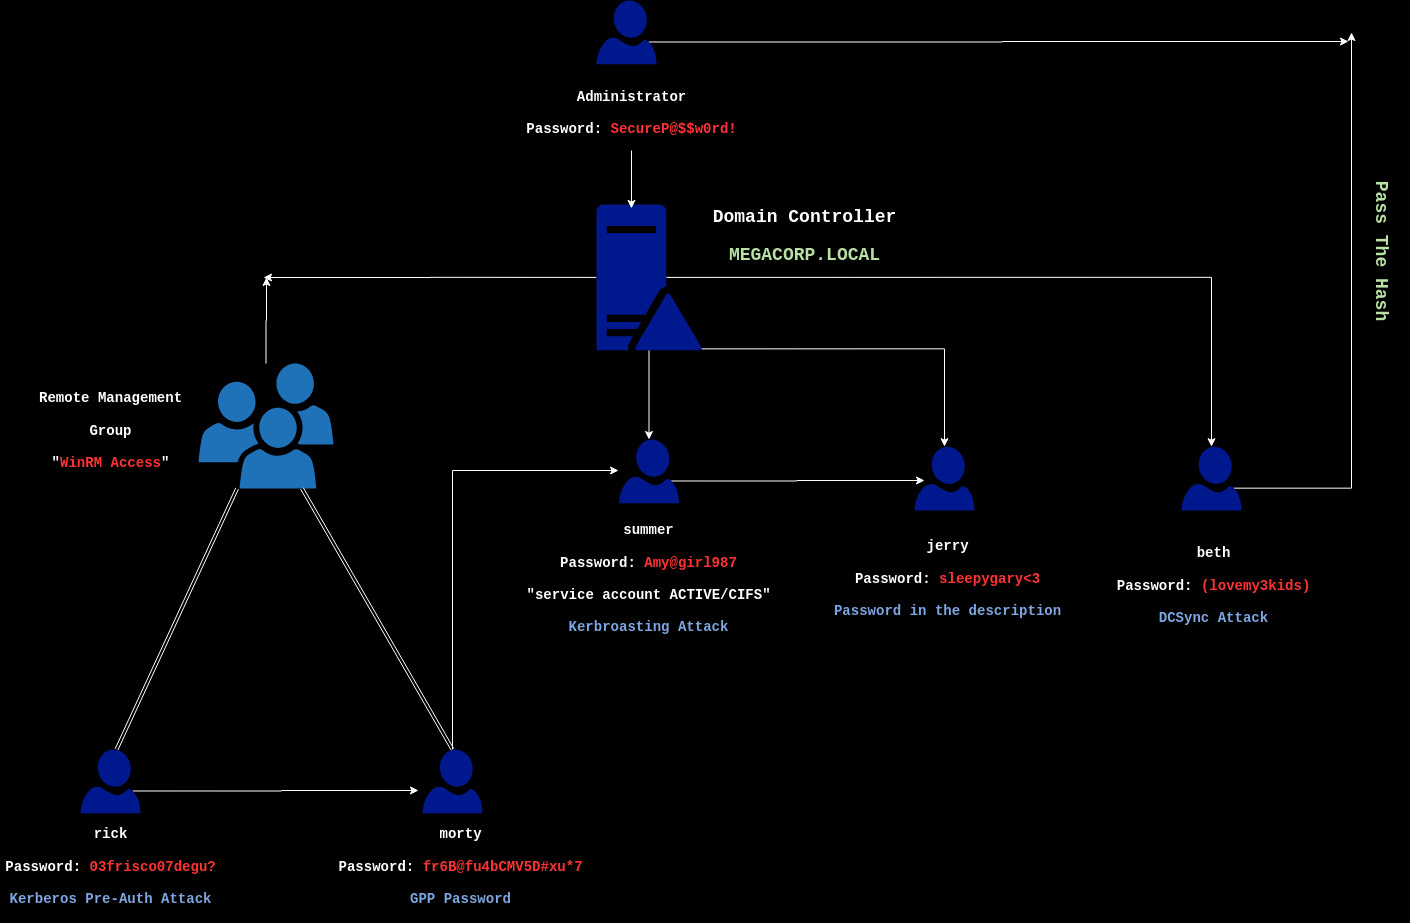 Administrator
Password: SecureP@$$w0rd!
Domain Controller
MEGACORP.LOCAL
Pass The Hash
Remote Management
Group
"WinRM Access"
summer
Password: Amy@girl987
"service account ACTIVE/CIFS"
Kerbroasting Attack
jerry
Password: sleepygary<3
Password in the description
beth
Password: (lovemy3kids)
DCSync Attack
rick
Password: 03frisco07degu?
Kerberos Pre-Auth Attack
morty
Password: fr6B@fu4bCMV5D#xu*7
GPP Password